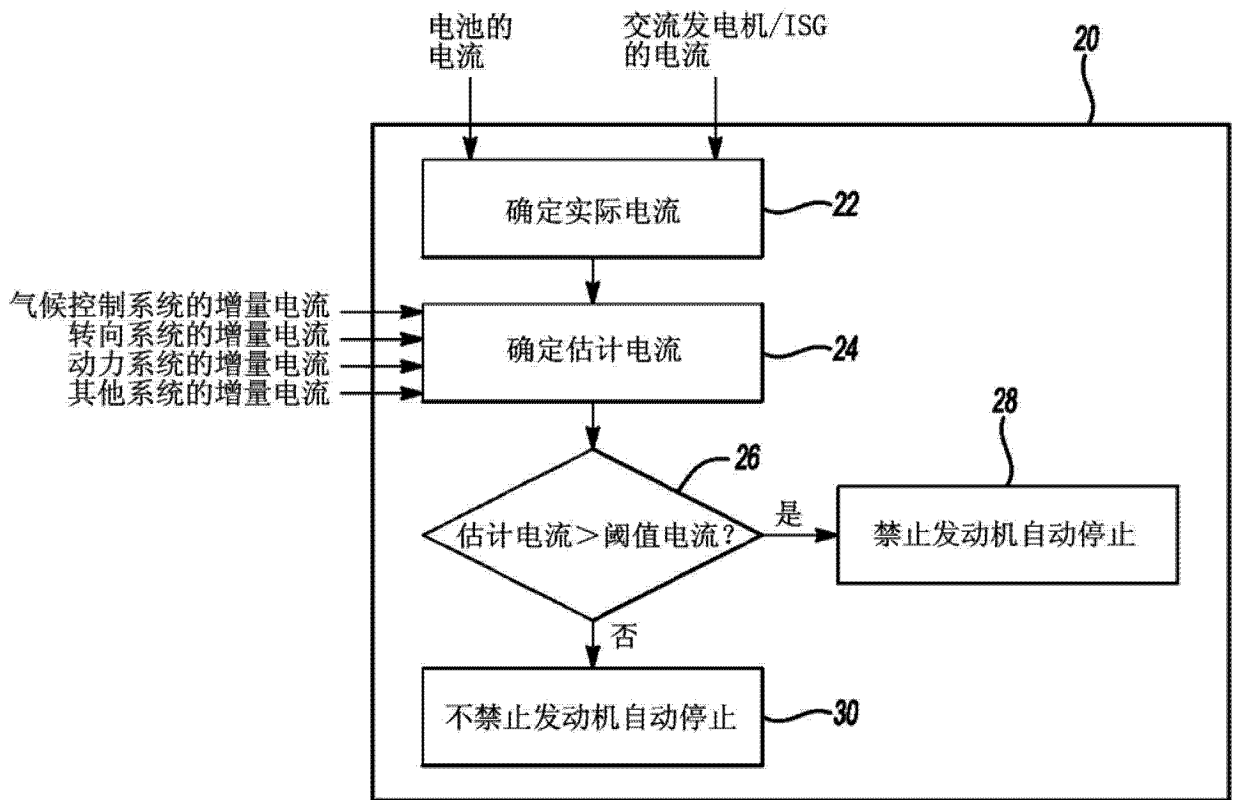 电池的
电流
交流发电机/ISG
的电流
20
确定实际电流
22
气候控制系统的增量电流
转向系统的增量电流
动力系统的增量电流
其他系统的增量电流
确定估计电流
24
26
28
估计电流＞阈值电流？
是
禁止发动机自动停止
否
不禁止发动机自动停止
30